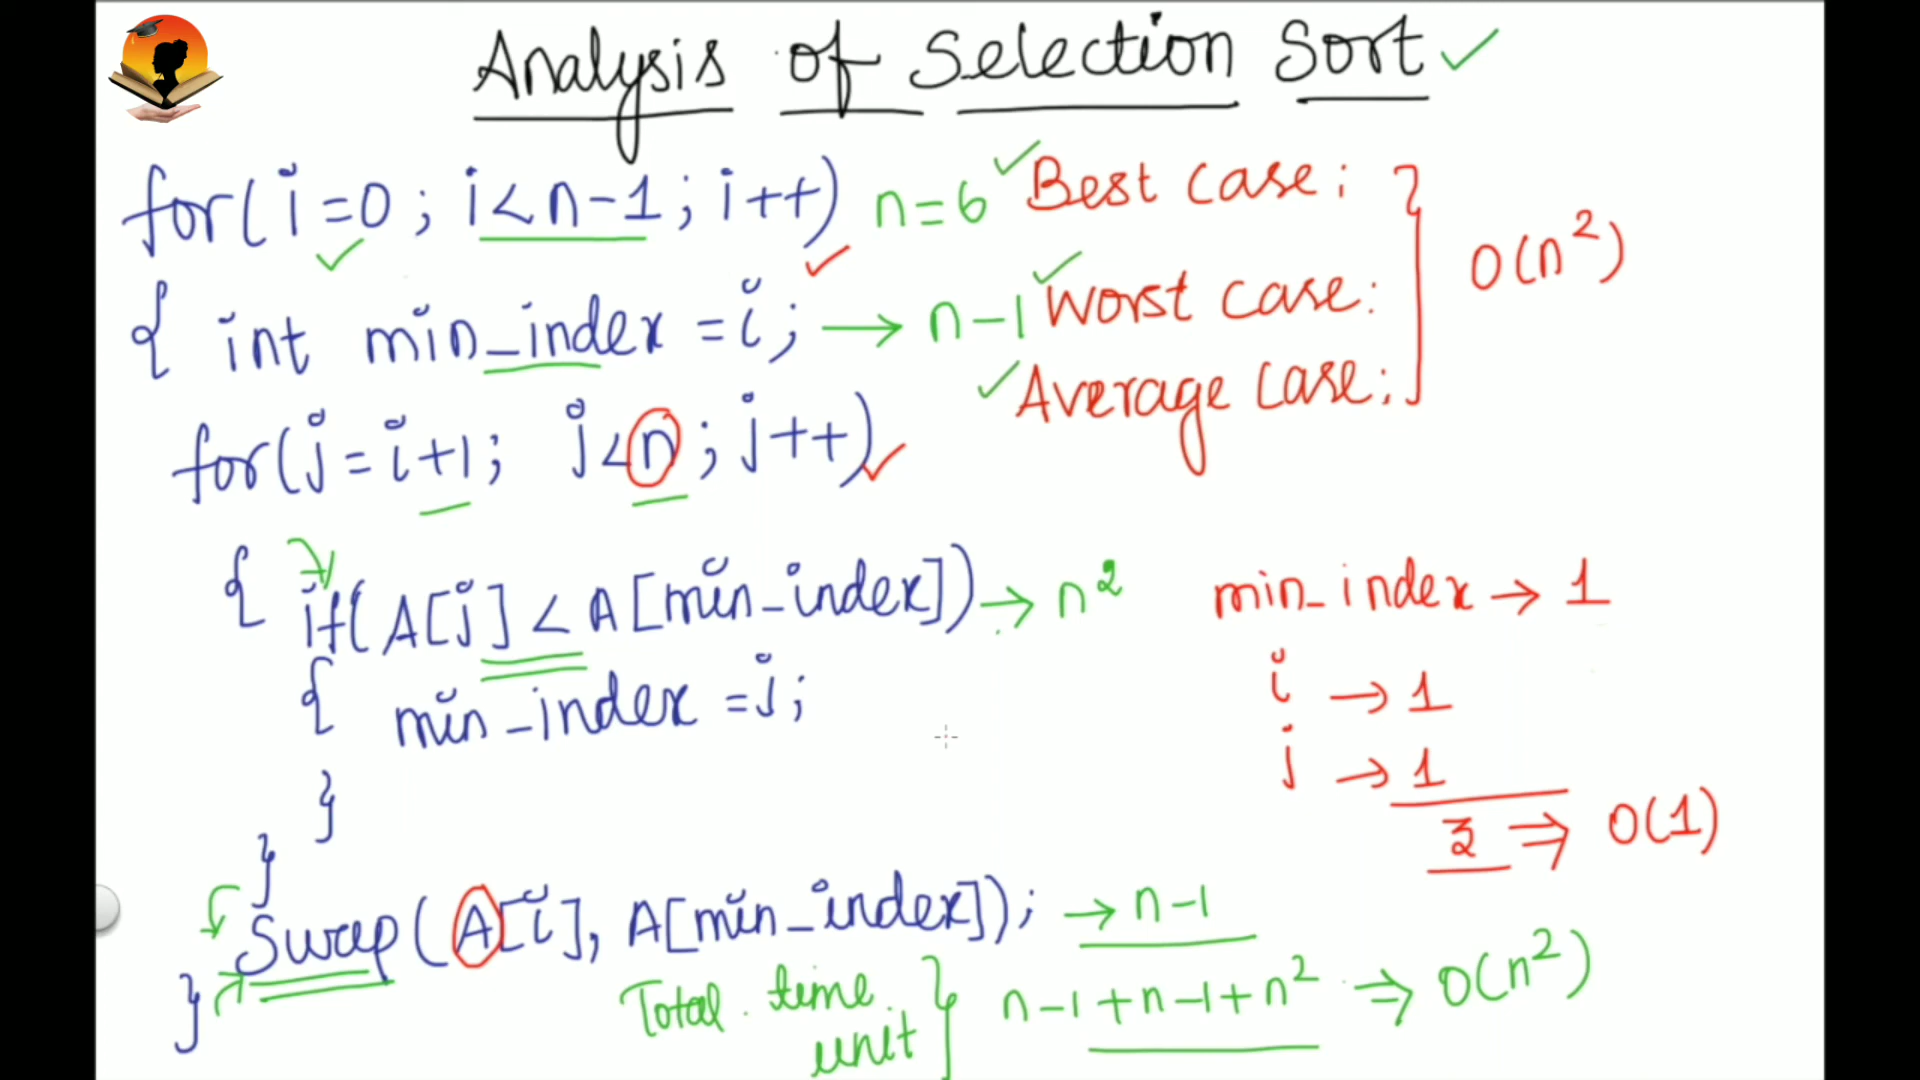 Analysis of Selection Sort
for(i=0; i<n-1; i++) n=6
{ int min_index = i; → n-1
for(j=i+1; j<n; j++)
{ if(A[j] < A[min_index]) → n²
{ min_index = j;
}
}
Swap(A[i], A[min_index]); → n-1
}
Total time unit } n-1+n-1+n² ⇒ O(n²)
Best case:
Worst case:
Average case:
} O(n²)
min_index → 1
i → 1
j → 1
3 ⇒ O(1)